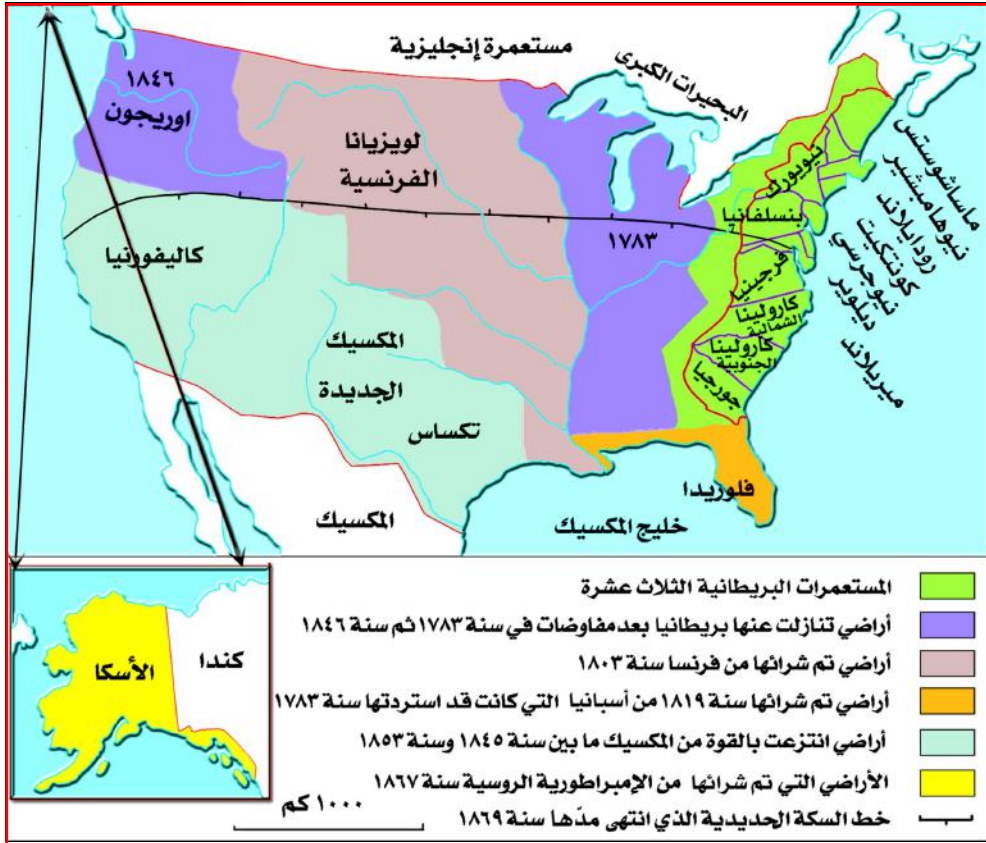 مستعمرة إنجليزية
البحيرات الكبرى
١٨٤٦
اوريجون
لويزيانا
الفرنسية
١٧٨٣
كاليفورنيا
المكسيك
الجديدة
تكساس
المكسيك
خليج المكسيك
فلوريدا
نيويورك
بنسلفانيا
فرجينيا
كارولينا
الشمالية
كارولينا
الجنوبية
جورجيا
ماساشوستس
نيوهامبشير
رودايلاند
كونتكيت
نيوجرسي
ديلوير
ميريلاند
المستعمرات البريطانية الثلاث عشرة
أراضي تنازلت عنها بريطانيا بعد مفاوضات في سنة ١٧٨٣ ثم سنة ١٨٤٦
أراضي تم شرائها من فرنسا سنة ١٨٠٣
أراضي تم شرائها سنة ١٨١٩ من أسبانيا التي كانت قد استردتها سنة ١٧٨٣
أراضي انتزعت بالقوة من المكسيك ما بين سنة ١٨٤٥ وسنة ١٨٥٣
الأراضي التي تم شرائها من الإمبراطورية الروسية سنة ١٨٦٧
خط السكة الحديدية الذي انتهى مدّها سنة ١٨٦٩
١٠٠٠ كم
كندا
الأسكا